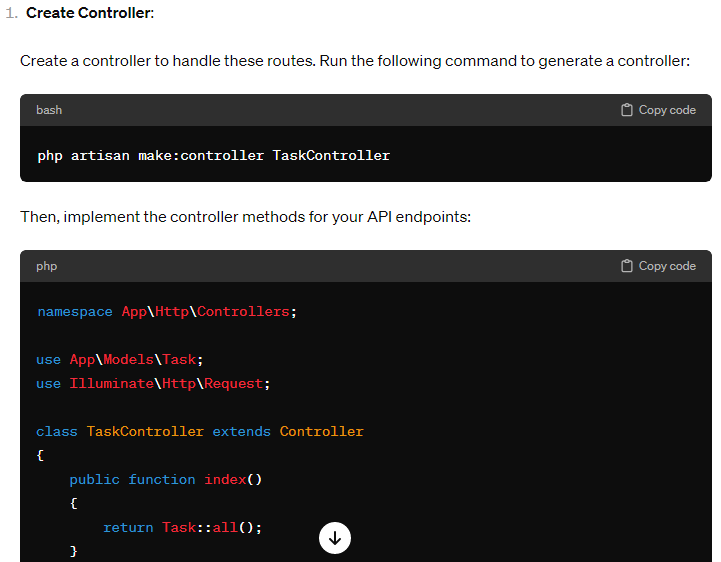 1. Create Controller:
Create a controller to handle these routes. Run the following command to generate a controller:
bash
Copy code
php artisan make:controller TaskController
Then, implement the controller methods for your API endpoints:
php
Copy code
namespace App\Http\Controllers;
use App\Models\Task;
use Illuminate\Http\Request;
class TaskController extends Controller
{
    public function index()
    {
        return Task::all();
    }